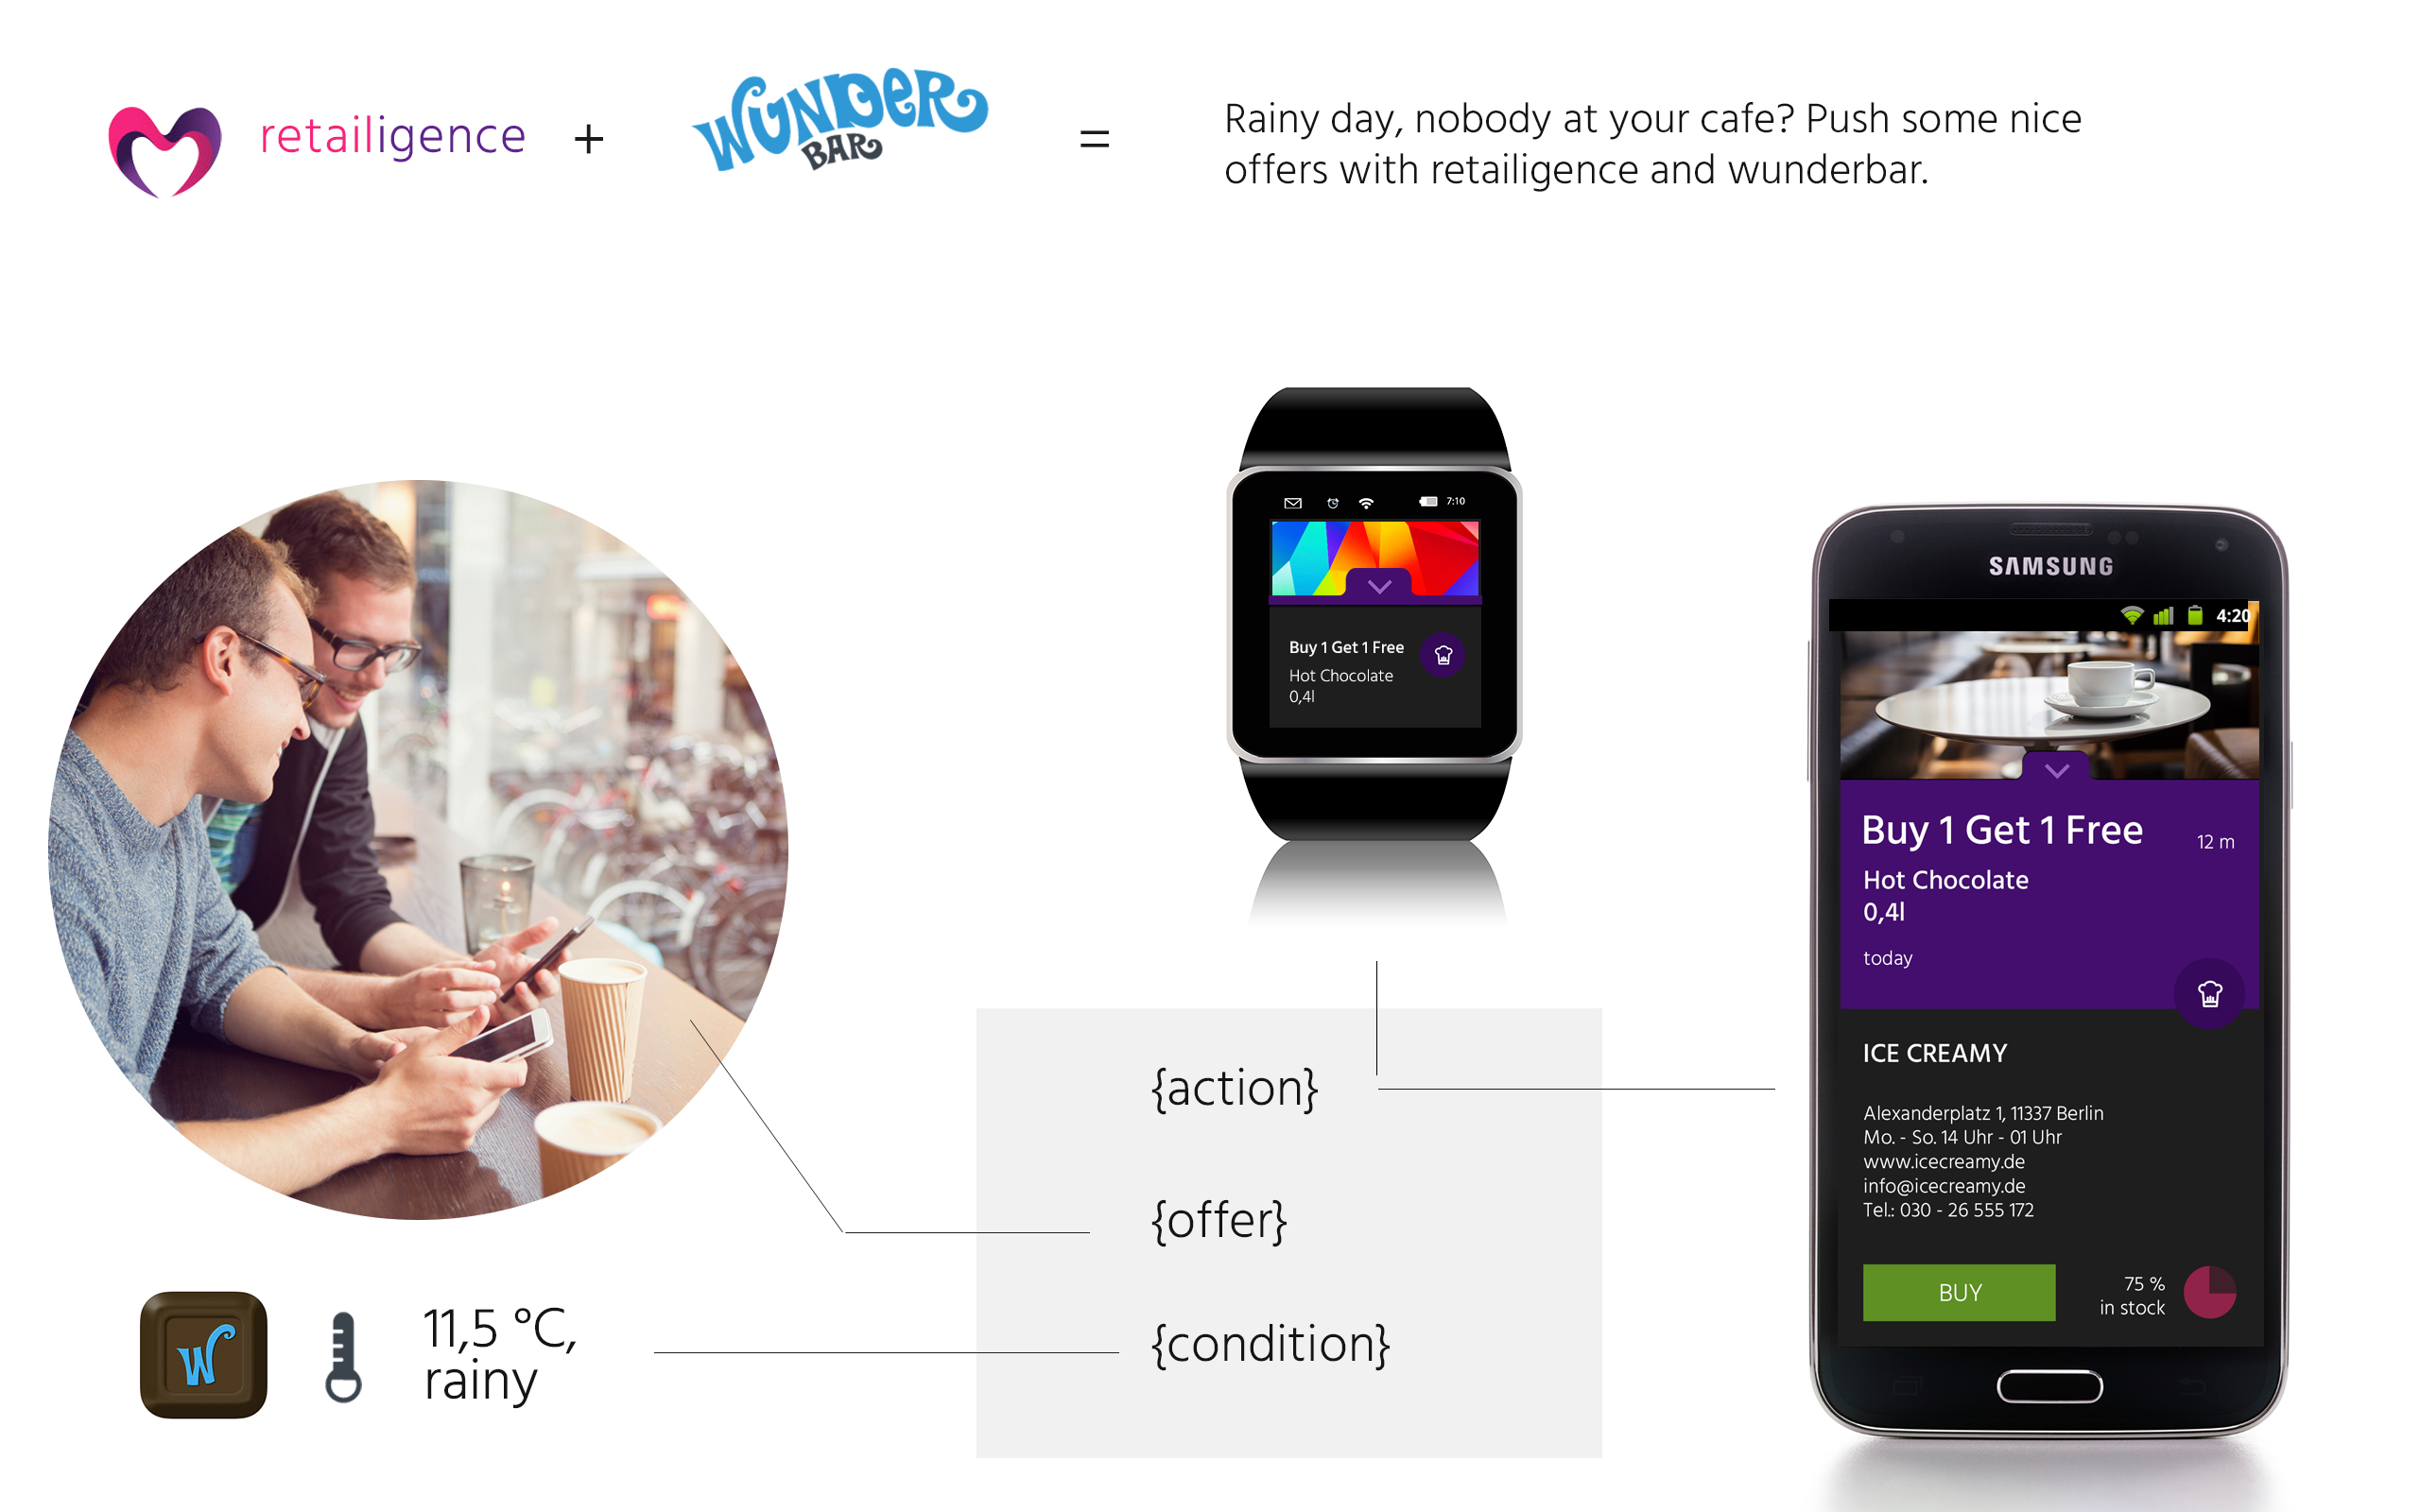 retailigence
+
WUNDER
BAR
=
Rainy day, nobody at your cafe? Push some nice
offers with retailigence and wunderbar.
7:10
Buy 1 Get 1 Free
Hot Chocolate
0,4l
SAMSUNG
4:20
Buy 1 Get 1 Free
12 m
Hot Chocolate
0,4l
today
ICE CREAMY
Alexanderplatz 1, 11337 Berlin
Mo. - So. 14 Uhr - 01 Uhr
www.icecreamy.de
info@icecreamy.de
Tel.: 030 - 26 555 172
BUY
75 %
in stock
{action}
{offer}
{condition}
W
11,5 °C,
rainy